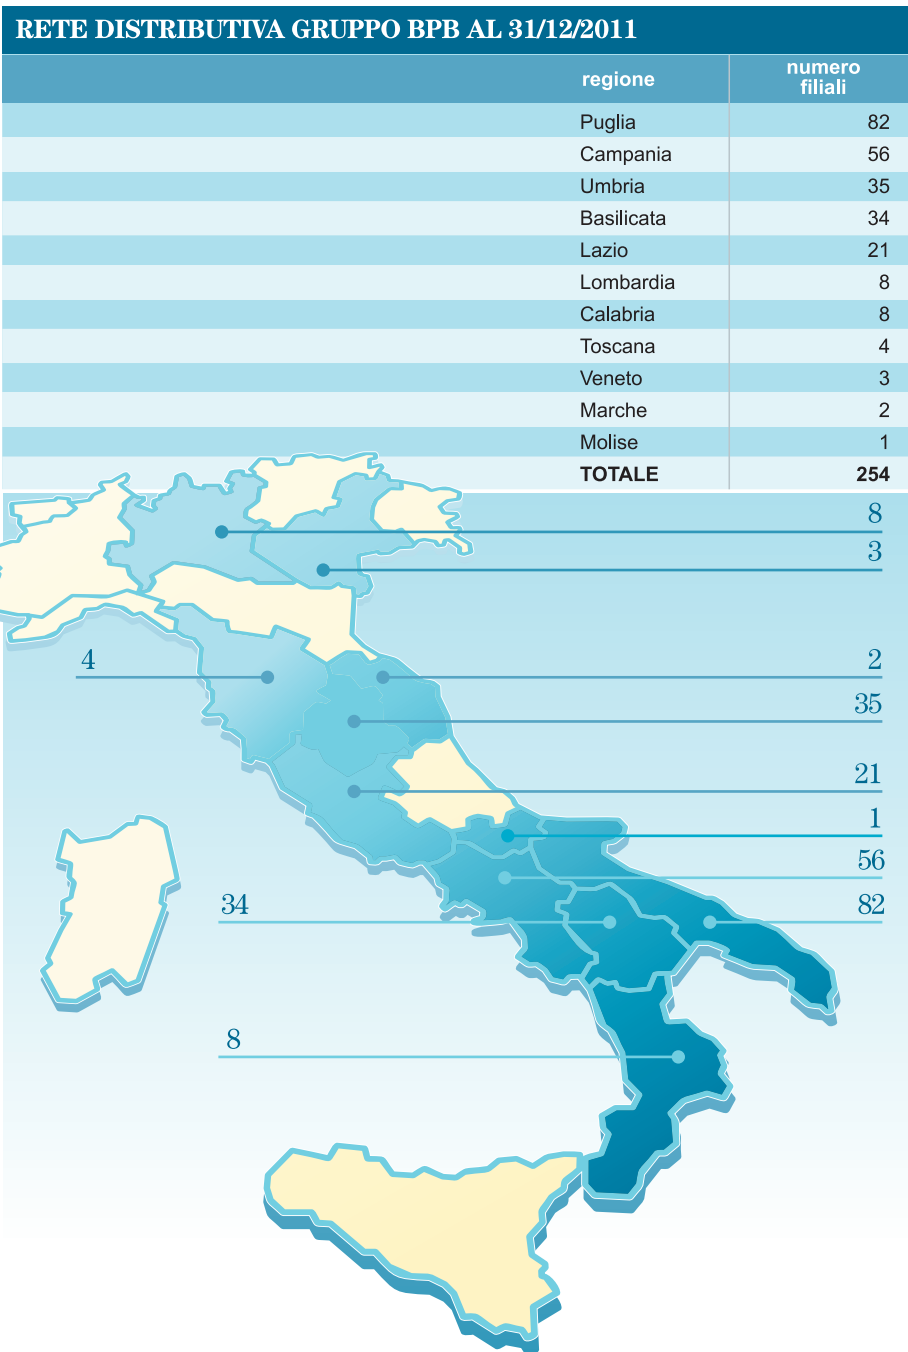 RETE DISTRIBUTIVA GRUPPO BPB AL 31/12/2011
regione numero filiali
Puglia 82
Campania 56
Umbria 35
Basilicata 34
Lazio 21
Lombardia 8
Calabria 8
Toscana 4
Veneto 3
Marche 2
Molise 1
TOTALE 254
8
3
4 2
35
21
1
56
34 82
8